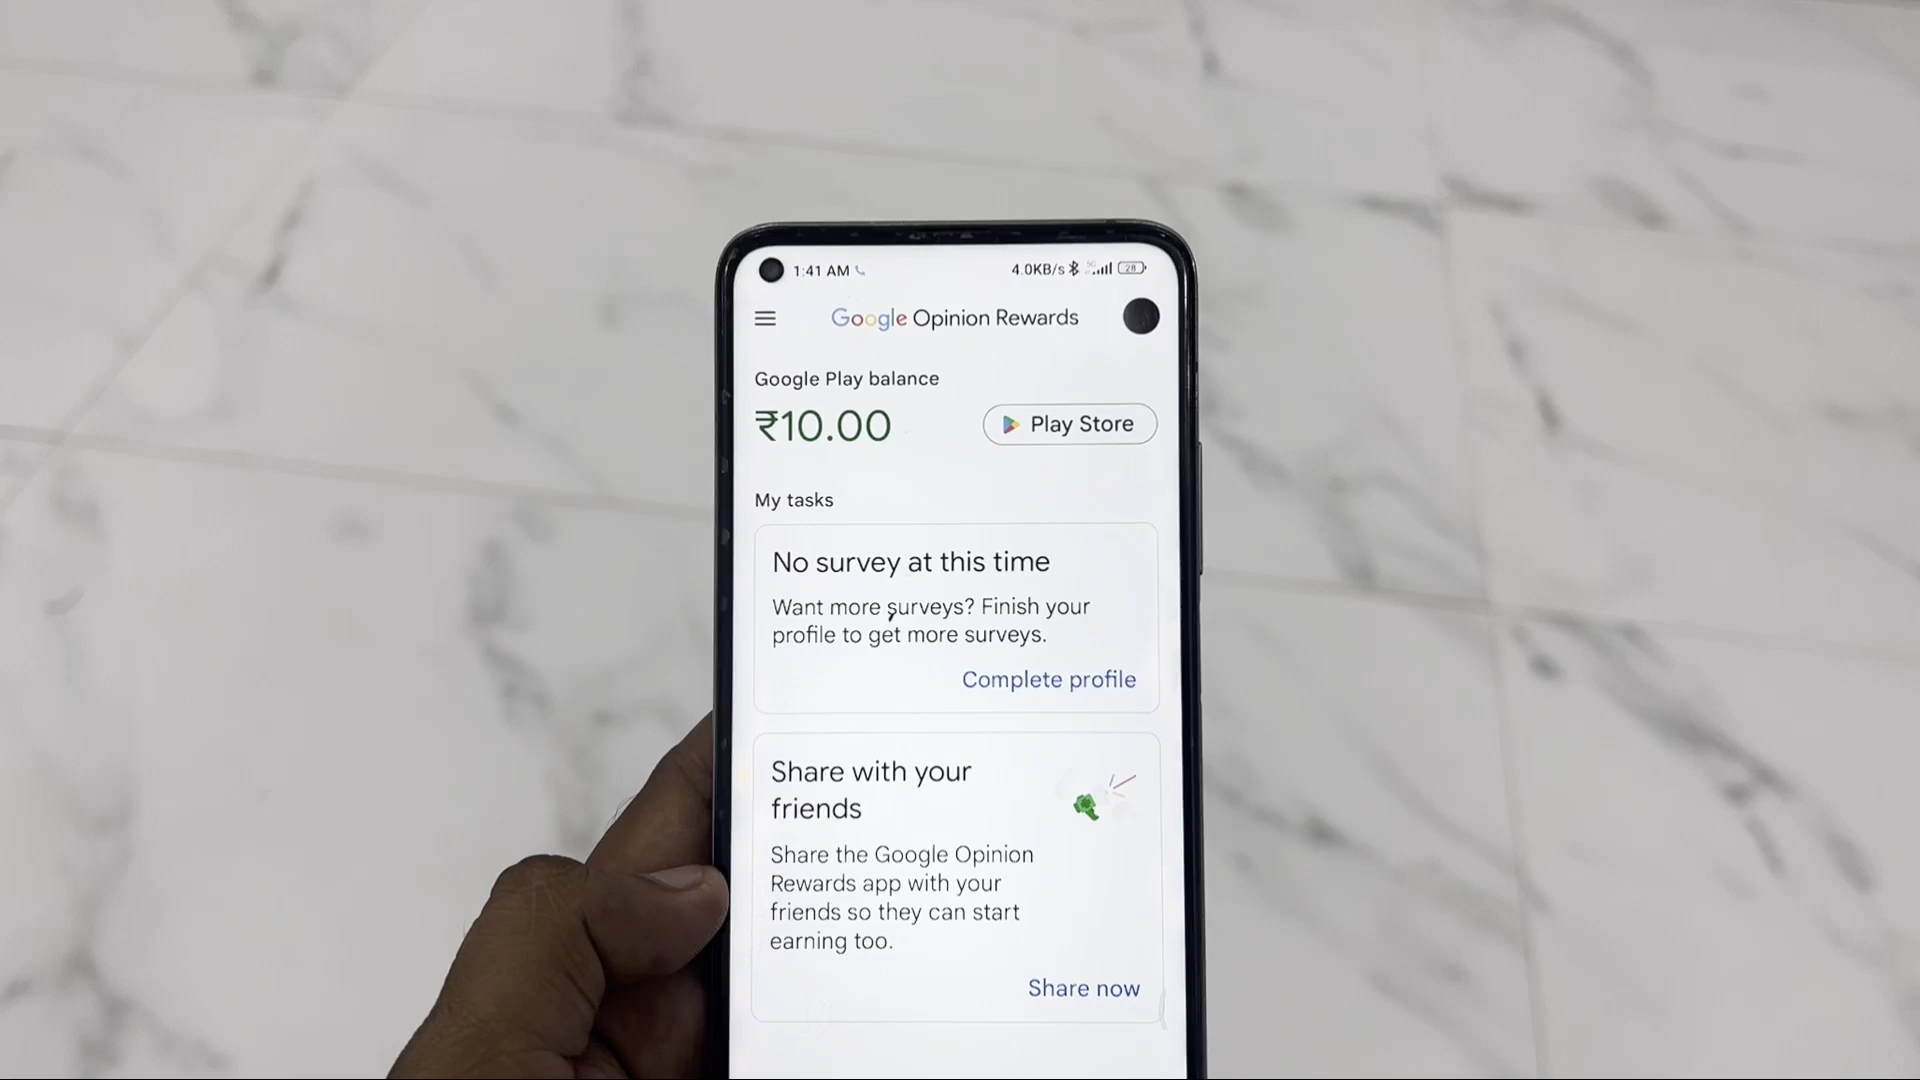 1:41 AM 4.0KB/s 5G 28
Google Opinion Rewards
Google Play balance
₹10.00 Play Store
My tasks
No survey at this time
Want more surveys? Finish your
profile to get more surveys.
Complete profile
Share with your
friends
Share the Google Opinion
Rewards app with your
friends so they can start
earning too.
Share now